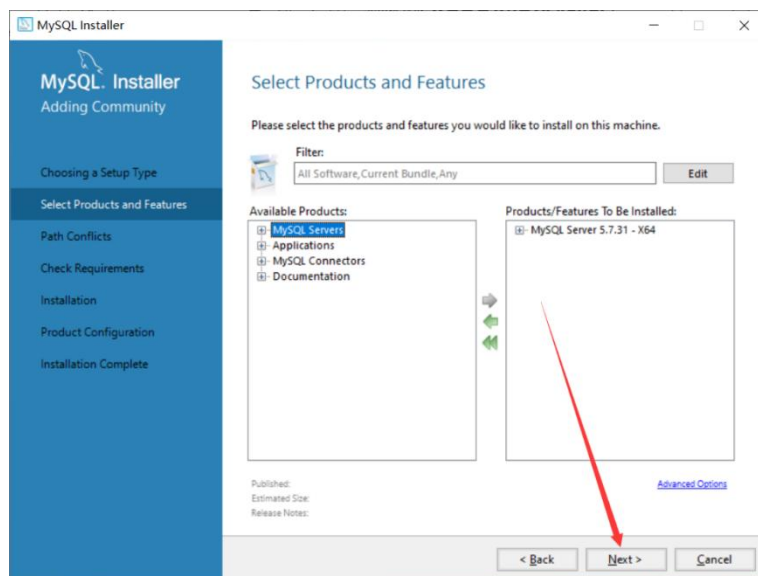 MySQL Installer
MySQL. Installer
Adding Community
Choosing a Setup Type
Select Products and Features
Path Conflicts
Check Requirements
Installation
Product Configuration
Installation Complete
Select Products and Features
Please select the products and features you would like to install on this machine.
Filter:
All Software,Current Bundle,Any
Edit
Available Products:
MySQL Servers
Applications
MySQL Connectors
Documentation
Products/Features To Be Installed:
MySQL Server 5.7.31 - X64
Published:
Estimated Size:
Release Notes:
Advanced Options
< Back
Next >
Cancel